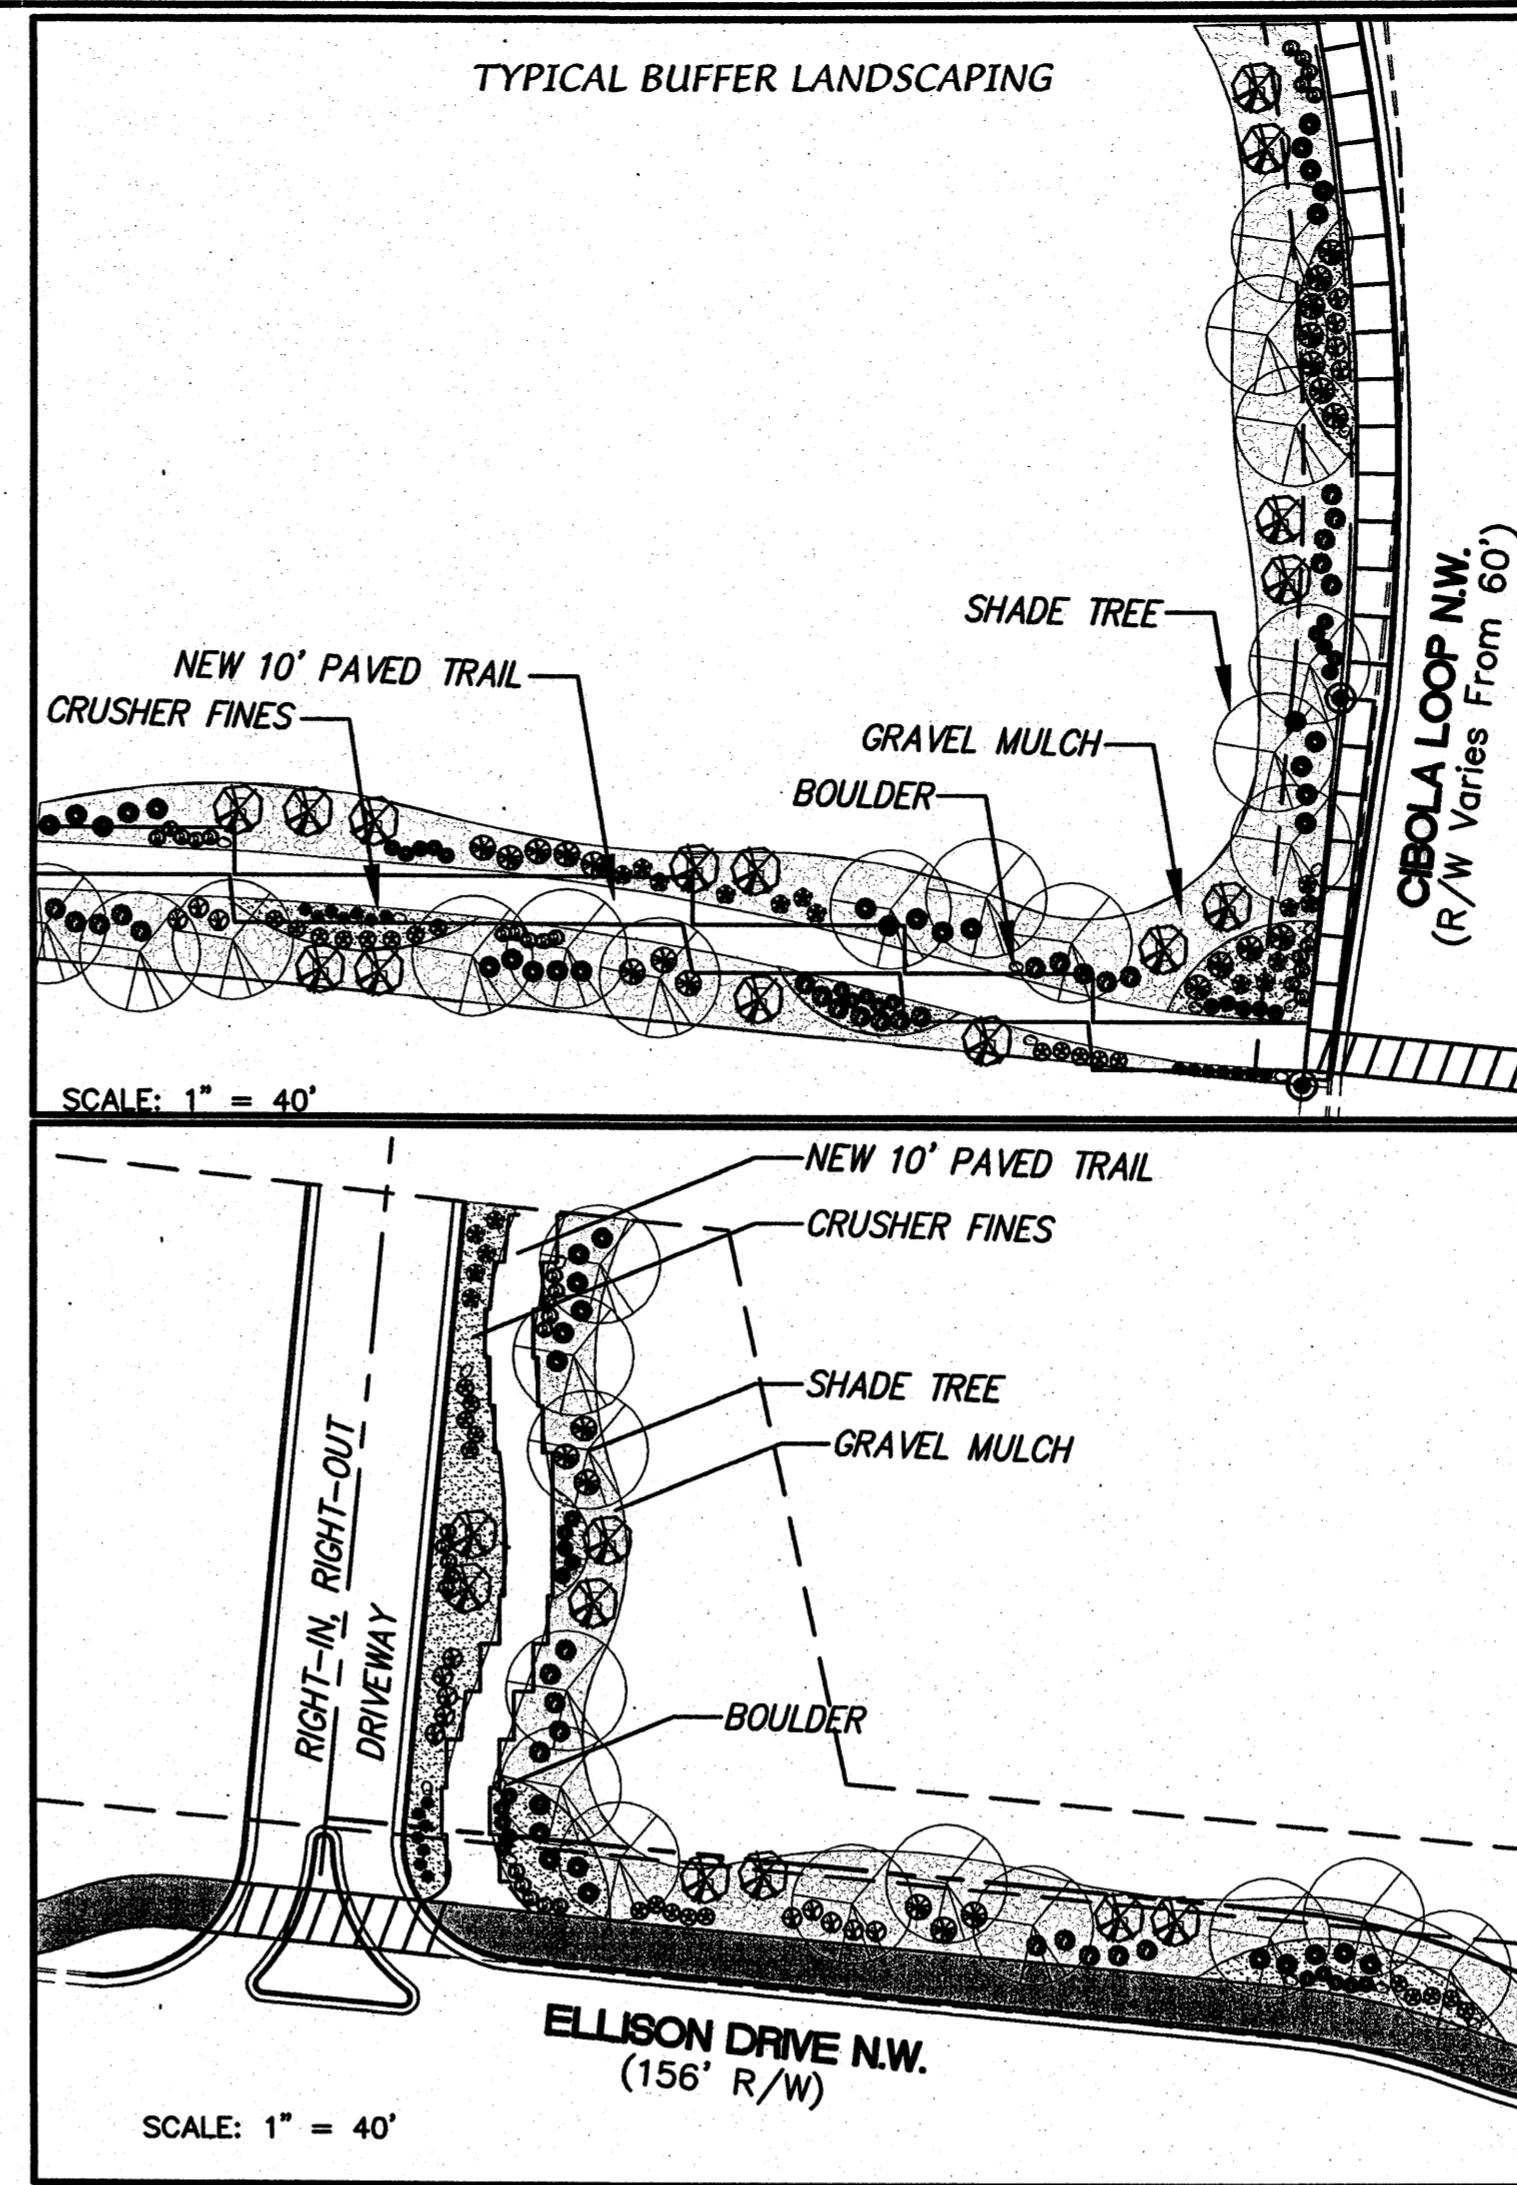 TYPICAL BUFFER LANDSCAPING
SHADE TREE
NEW 10' PAVED TRAIL
CRUSHER FINES
GRAVEL MULCH
BOULDER
CIBOLA LOOP N.W.
(R/W Varies From 60')
SCALE: 1" = 40'
NEW 10' PAVED TRAIL
CRUSHER FINES
SHADE TREE
GRAVEL MULCH
RIGHT-IN, RIGHT-OUT
DRIVEWAY
BOULDER
ELLISON DRIVE N.W.
(156' R/W)
SCALE: 1" = 40'